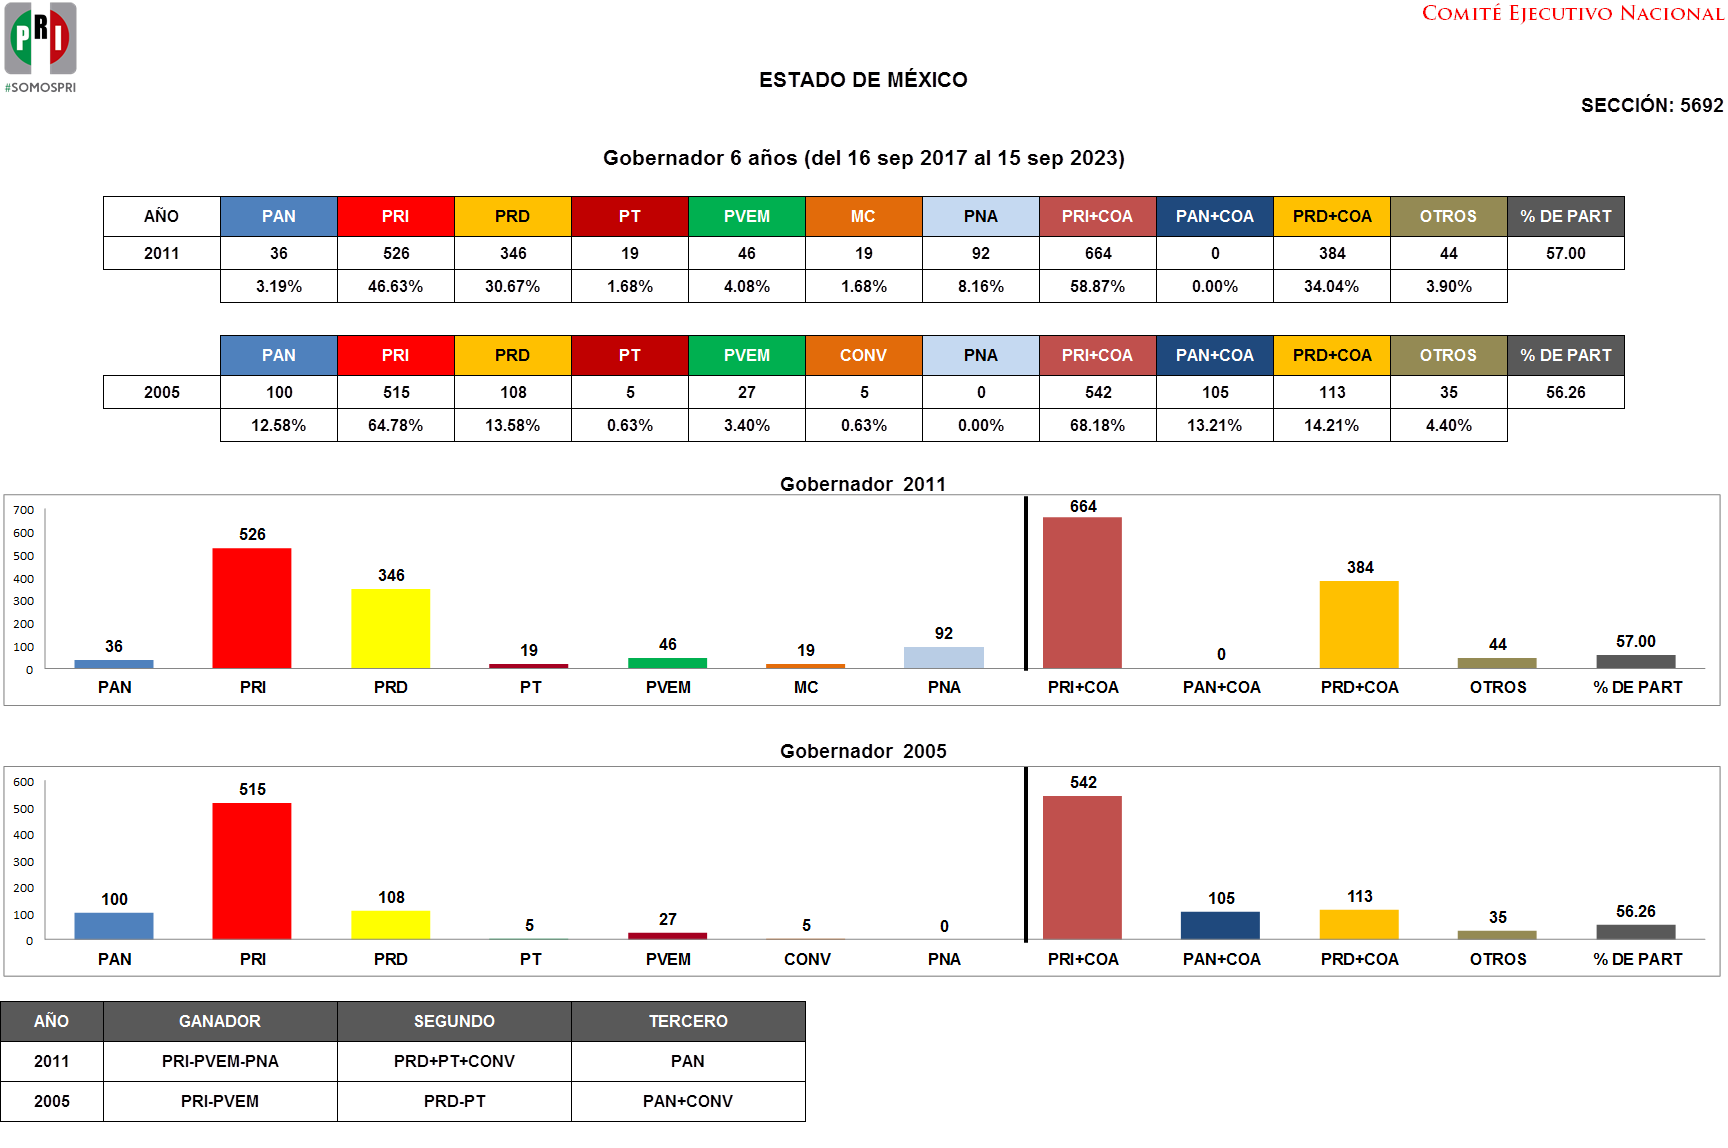 PRI
COMITÉ EJECUTIVO NACIONAL
#SOMOSPRI
ESTADO DE MÉXICO
SECCIÓN: 5692
Gobernador 6 años (del 16 sep 2017 al 15 sep 2023)
AÑO PAN PRI PRD PT PVEM MC PNA PRI+COA PAN+COA PRD+COA OTROS % DE PART
2011 36 526 346 19 46 19 92 664 0 384 44 57.00
3.19% 46.63% 30.67% 1.68% 4.08% 1.68% 8.16% 58.87% 0.00% 34.04% 3.90%
PAN PRI PRD PT PVEM CONV PNA PRI+COA PAN+COA PRD+COA OTROS % DE PART
2005 100 515 108 5 27 5 0 542 105 113 35 56.26
12.58% 64.78% 13.58% 0.63% 3.40% 0.63% 0.00% 68.18% 13.21% 14.21% 4.40%
Gobernador 2011
700
600
500
400
300
200
100
0
36 526 346 19 46 19 92 664 0 384 44 57.00
PAN PRI PRD PT PVEM MC PNA PRI+COA PAN+COA PRD+COA OTROS % DE PART
Gobernador 2005
600
500
400
300
200
100
0
100 515 108 5 27 5 0 542 105 113 35 56.26
PAN PRI PRD PT PVEM CONV PNA PRI+COA PAN+COA PRD+COA OTROS % DE PART
AÑO GANADOR SEGUNDO TERCERO
2011 PRI-PVEM-PNA PRD+PT+CONV PAN
2005 PRI-PVEM PRD-PT PAN+CONV